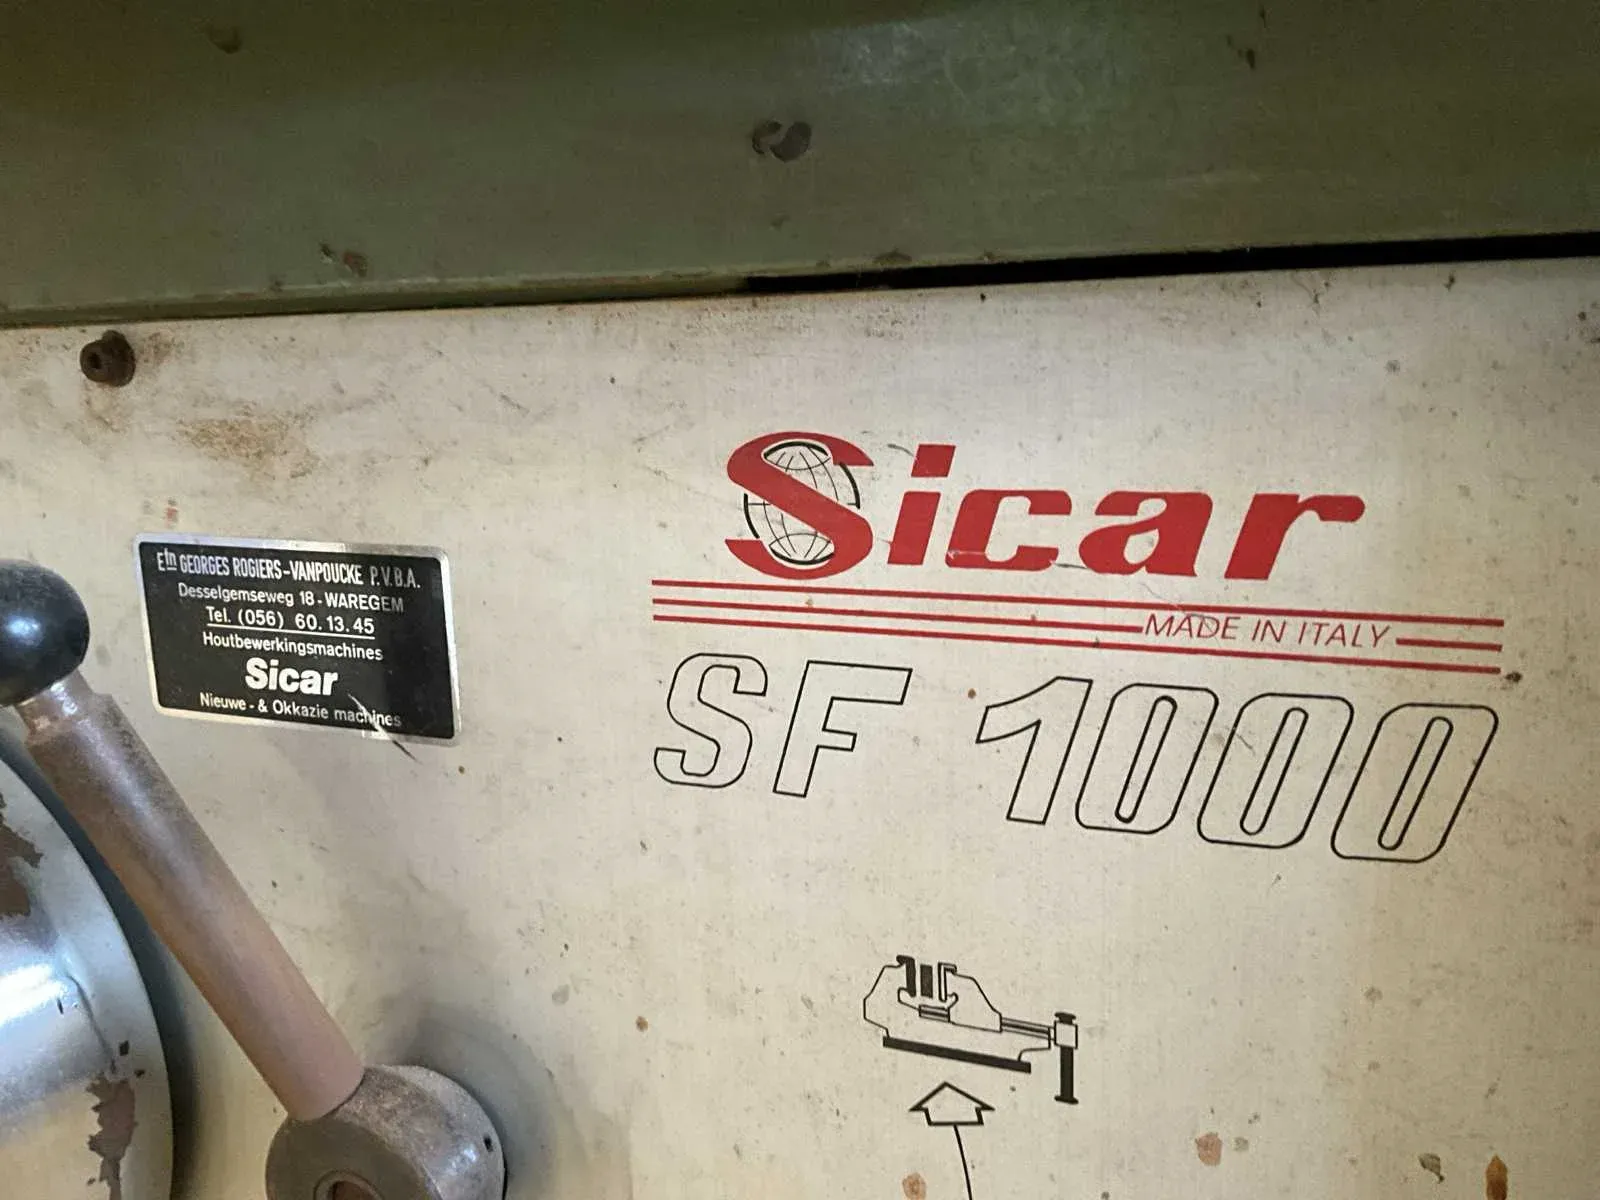 Etn GEORGES ROGIERS-VANPOUCKE P.V.B.A.
Desselgemseweg 18 - WAREGEM
Tel. (056) 60.13.45
Houtbewerkingsmachines
Sicar
Nieuwe - & Okkazie machines
Sicar
MADE IN ITALY
SF 1000